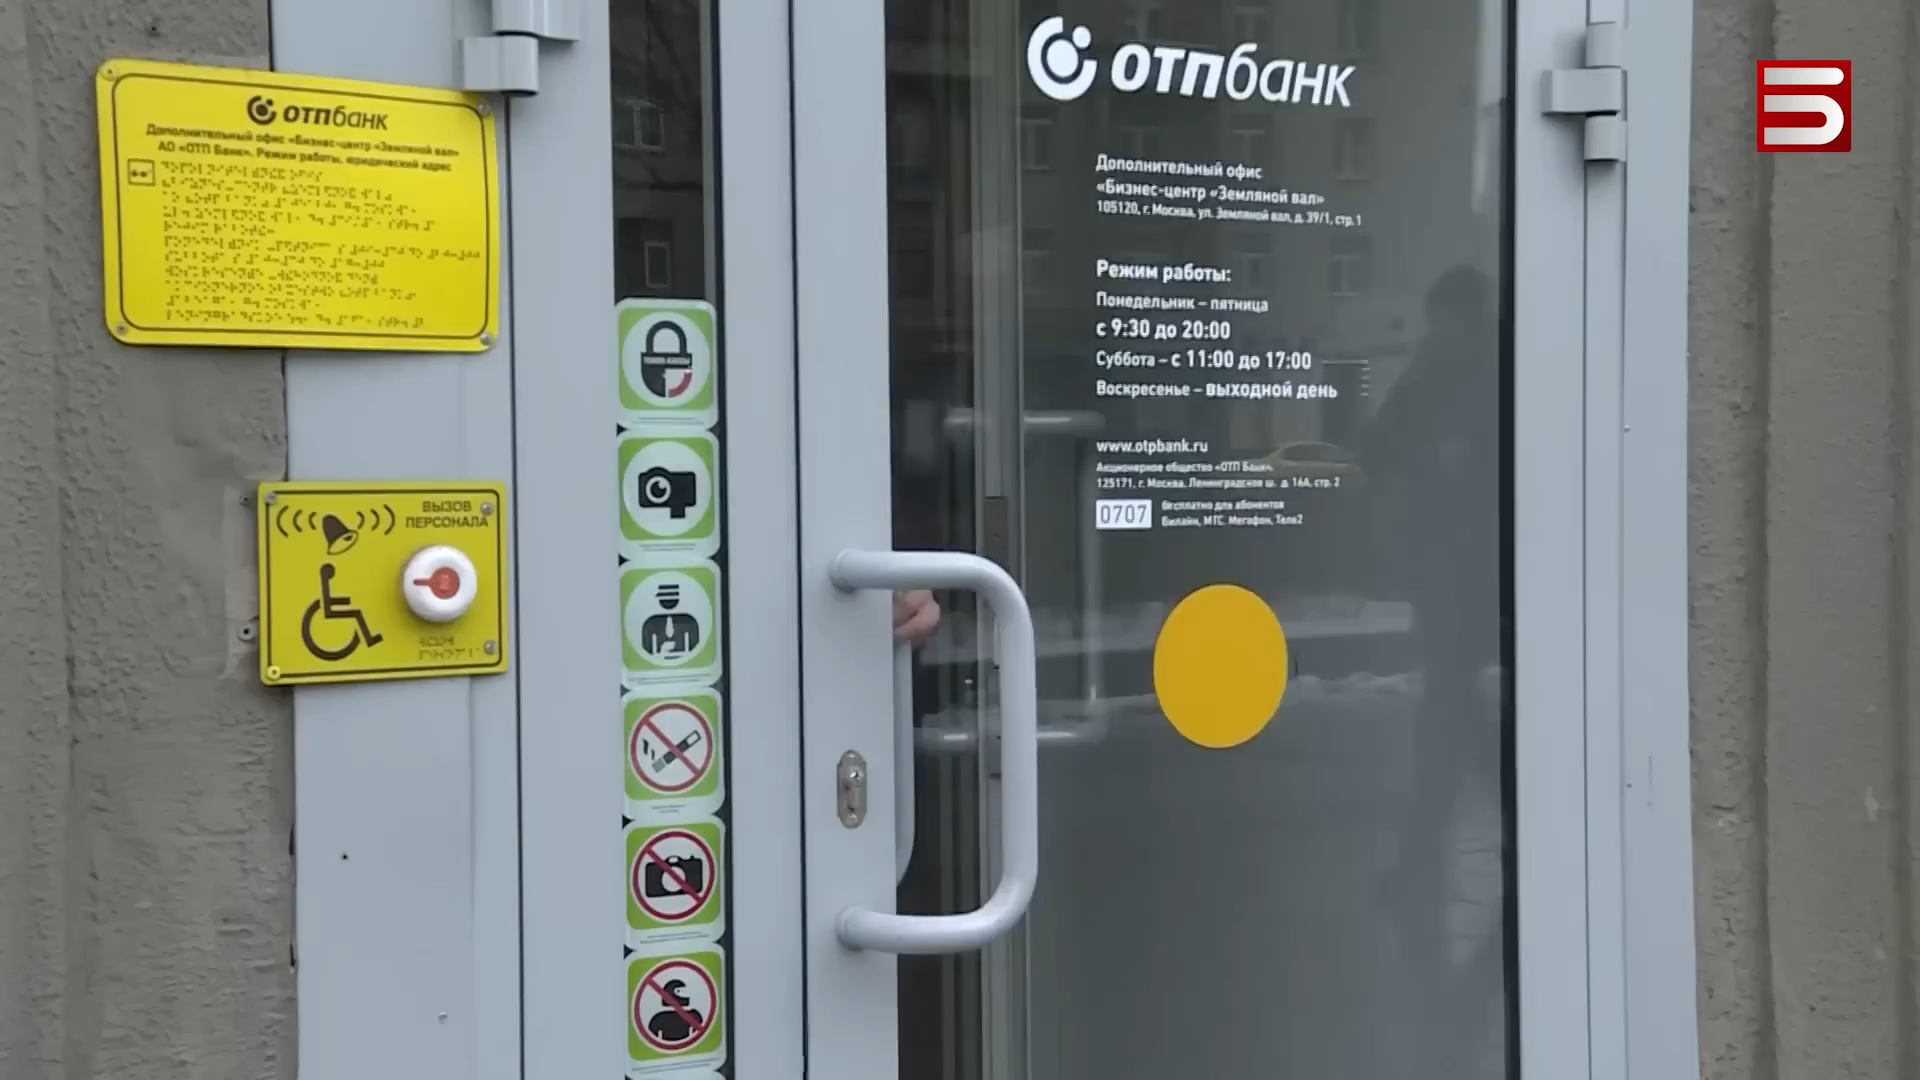 отпбанк
Дополнительный офис «Бизнес-центр «Земляной вал»
АО «ОТП Банк». Режим работы, юридический адрес
ВЫЗОВ
ПЕРСОНАЛА
отпбанк
Дополнительный офис
«Бизнес-центр «Земляной вал»
105120, г. Москва, ул. Земляной вал, д. 39/1, стр. 1
Режим работы:
Понедельник – пятница
с 9:30 до 20:00
Суббота – с 11:00 до 17:00
Воскресенье – выходной день
www.otpbank.ru
Акционерное общество «ОТП Банк»
125171, г. Москва, Ленинградское ш. д. 16А, стр. 2
0707
бесплатно для абонентов
Билайн, МТС, Мегафон, Теле2